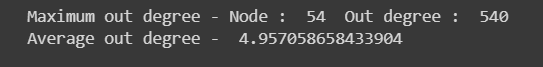 Maximum out degree - Node :  54  Out degree :  540
Average out degree -  4.957058658433904